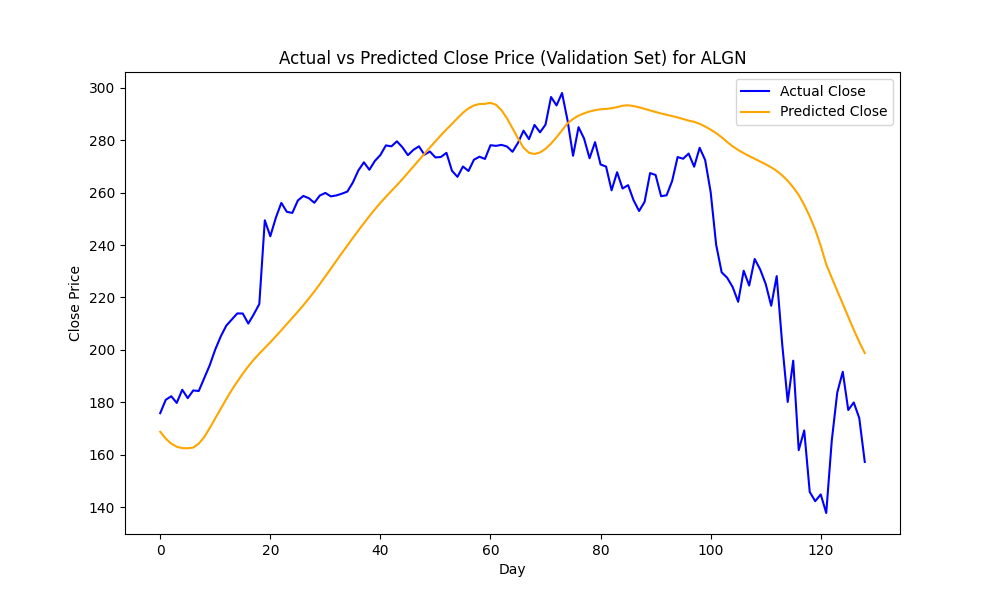 Actual vs Predicted Close Price (Validation Set) for ALGN
Actual Close
Predicted Close
Close Price
300
280
260
240
220
200
180
160
140
0 20 40 60 80 100 120
Day